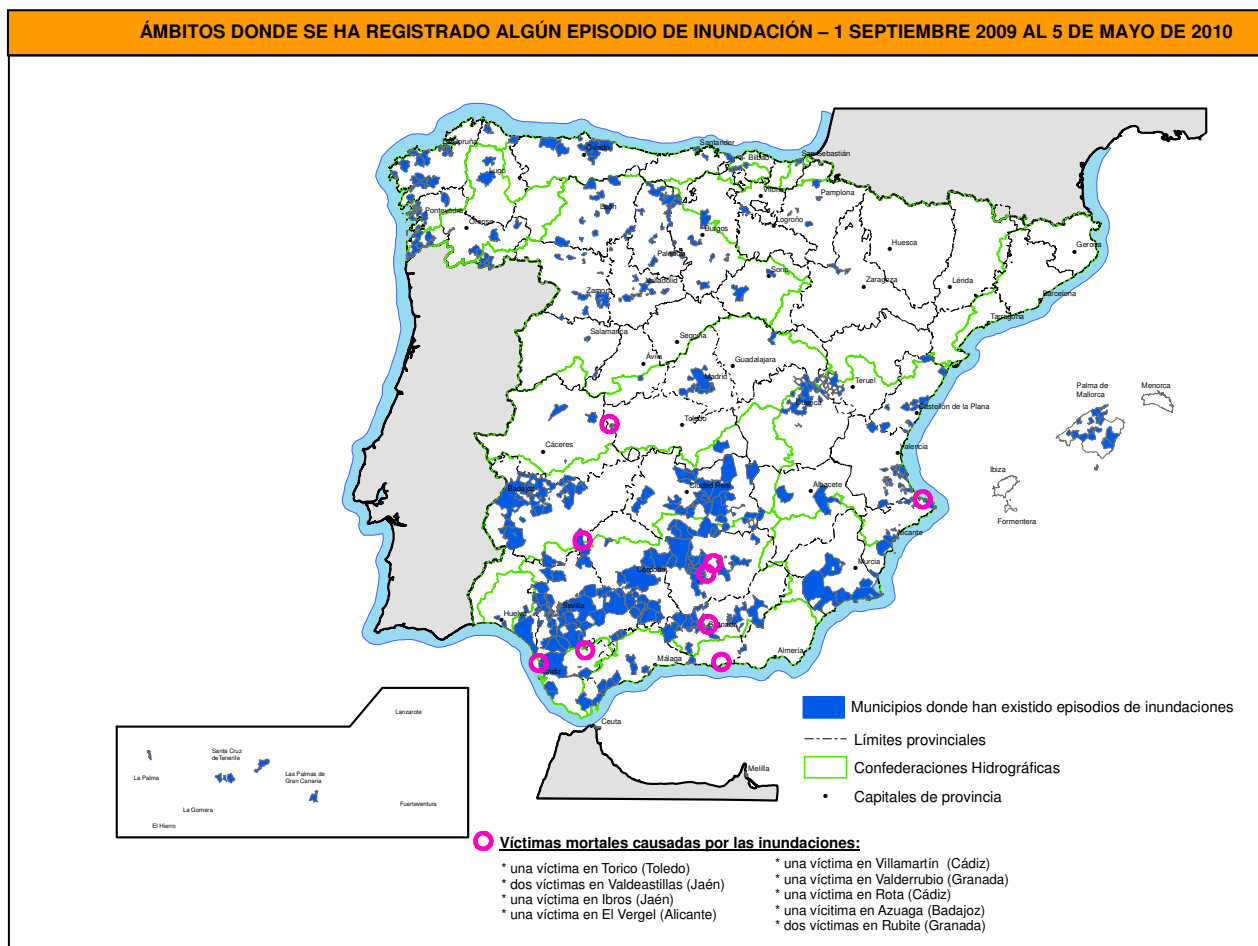 ÁMBITOS DONDE SE HA REGISTRADO ALGÚN EPISODIO DE INUNDACIÓN – 1 SEPTIEMBRE 2009 AL 5 DE MAYO DE 2010
Santander
Bilbao
San Sebastián
Oviedo
Lugo
Vitoria
Pamplona
León
Logroño
Pontevedra
Orense
Burgos
Huesca
Gerona
Palencia
Soria
Zaragoza
Lérida
Barcelona
Zamora
Valladolid
Tarragona
Salamanca
Segovia
Ávila
Guadalajara
Madrid
Teruel
Cuenca
Castellón de la Plana
Palma de
Mallorca
Menorca
Toledo
Cáceres
Valencia
Ibiza
Formentera
Badajoz
Ciudad Real
Albacete
Alicante
Murcia
Córdoba
Sevilla
Huelva
Granada
Málaga
Almería
Cádiz
Ceuta
Melilla
Lanzarote
Santa Cruz
de Tenerife
La Palma
Las Palmas de
Gran Canaria
La Gomera
Fuerteventura
El Hierro
Municipios donde han existido episodios de inundaciones
Límites provinciales
Confederaciones Hidrográficas
Capitales de provincia
Víctimas mortales causadas por las inundaciones:
* una víctima en Torico (Toledo)
* dos víctimas en Valdeastillas (Jaén)
* una víctima en Ibros (Jaén)
* una víctima en El Vergel (Alicante)
* una víctima en Villamartín (Cádiz)
* una víctima en Valderrubio (Granada)
* una víctima en Rota (Cádiz)
* una vícitima en Azuaga (Badajoz)
* dos víctimas en Rubite (Granada)